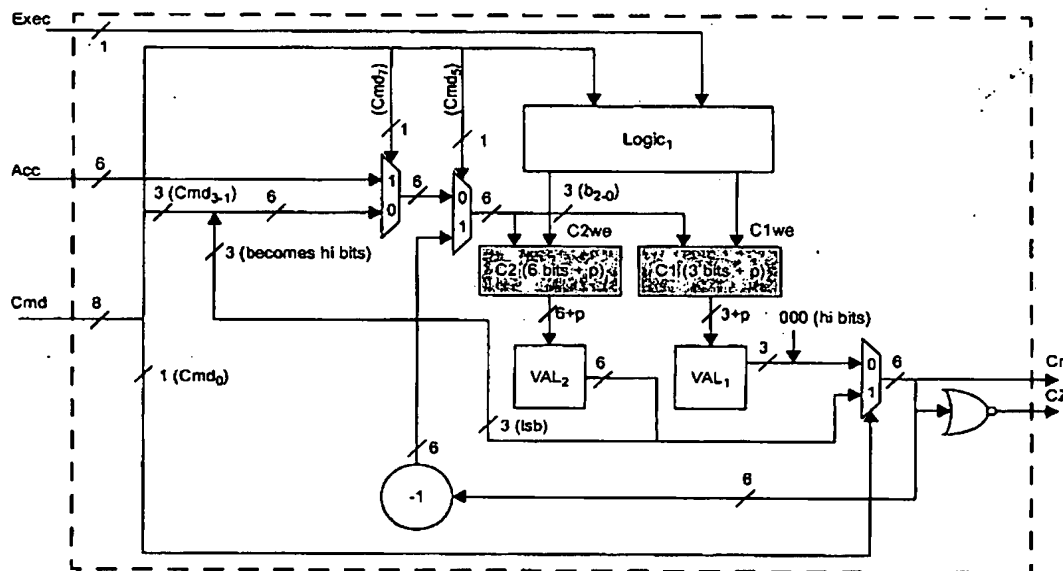 Exec
1
(Cmd7)
(Cmd5)
1
1
Logic1
Acc
6
3 (Cmd3-1)
6
1
0
6
0
1
6
3 (b2-0)
C2we
C1we
3 (becomes hi bits)
C2 (6 bits + p)
C1 (3 bits + p)
Cmd
8
6+p
3+p
000 (hi bits)
1 (Cmd0)
VAL2
6
VAL1
3
0
1
6
CZ
3 (lsb)
6
-1
6